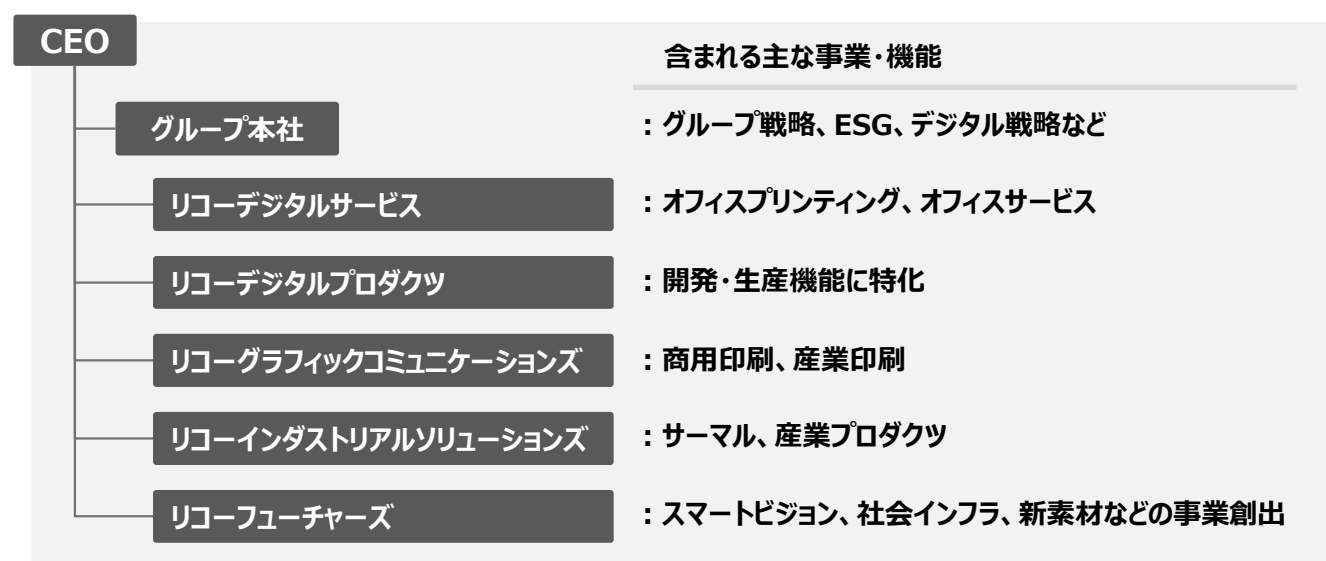 CEO
含まれる主な事業・機能
グループ本社 :グループ戦略、ESG、デジタル戦略など
リコーデジタルサービス :オフィスプリンティング、オフィスサービス
リコーデジタルプロダクツ :開発・生産機能に特化
リコーグラフィックコミュニケーションズ :商用印刷、産業印刷
リコーインダストリアルソリューションズ :サーマル、産業プロダクツ
リコーフューチャーズ :スマートビジョン、社会インフラ、新素材などの事業創出